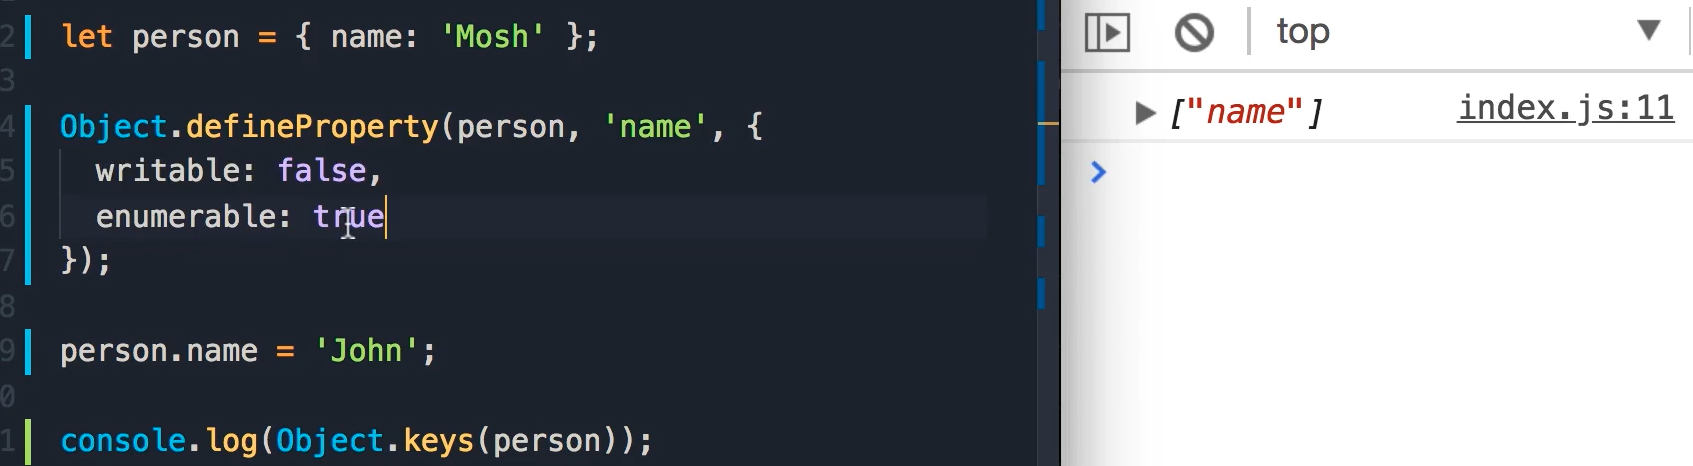 2 let person = { name: 'Mosh' };
3
4 Object.defineProperty(person, 'name', {
5 writable: false,
6 enumerable: true
7 });
8
9 person.name = 'John';
0
1 console.log(Object.keys(person));
top
["name"] index.js:11